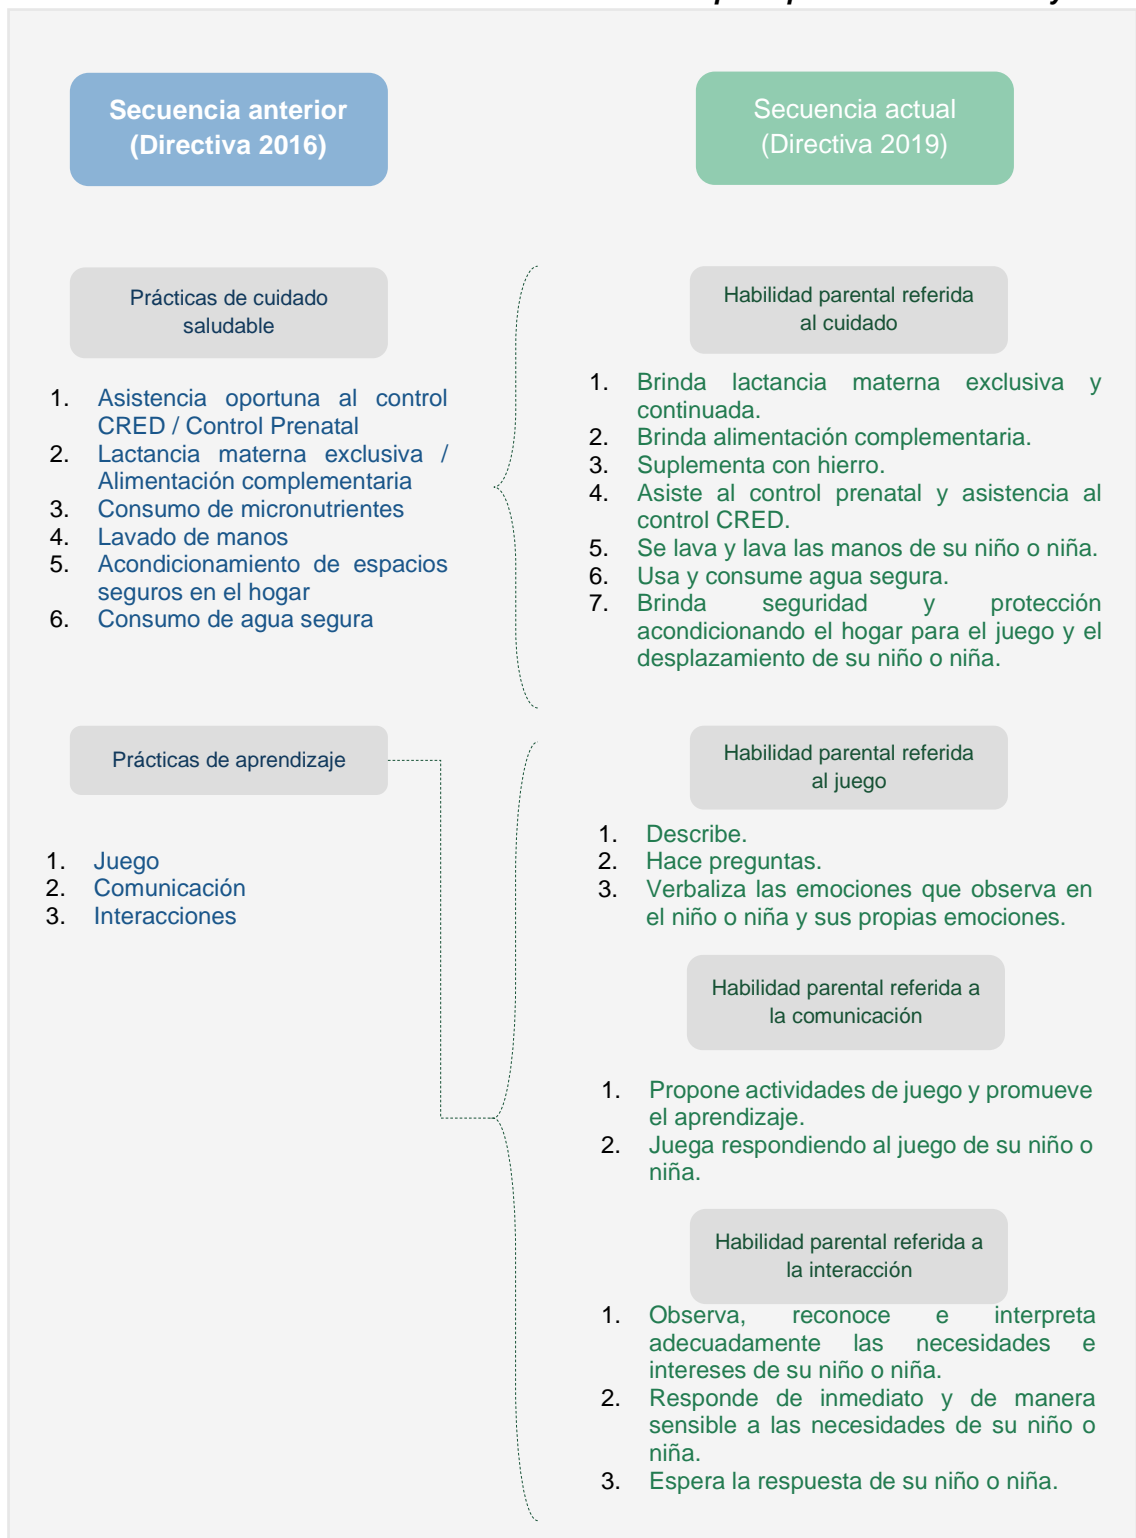 Secuencia anterior
(Directiva 2016)
Secuencia actual
(Directiva 2019)
Prácticas de cuidado
saludable
1. Asistencia oportuna al control
CRED / Control Prenatal
2. Lactancia materna exclusiva /
Alimentación complementaria
3. Consumo de micronutrientes
4. Lavado de manos
5. Acondicionamiento de espacios
seguros en el hogar
6. Consumo de agua segura
Habilidad parental referida
al cuidado
1. Brinda lactancia materna exclusiva y
continuada.
2. Brinda alimentación complementaria.
3. Suplementa con hierro.
4. Asiste al control prenatal y asistencia al
control CRED.
5. Se lava y lava las manos de su niño o niña.
6. Usa y consume agua segura.
7. Brinda seguridad y protección
acondicionando el hogar para el juego y el
desplazamiento de su niño o niña.
Prácticas de aprendizaje
1. Juego
2. Comunicación
3. Interacciones
Habilidad parental referida
al juego
1. Describe.
2. Hace preguntas.
3. Verbaliza las emociones que observa en
el niño o niña y sus propias emociones.
Habilidad parental referida a
la comunicación
1. Propone actividades de juego y promueve
el aprendizaje.
2. Juega respondiendo al juego de su niño o
niña.
Habilidad parental referida a
la interacción
1. Observa, reconoce e interpreta
adecuadamente las necesidades e
intereses de su niño o niña.
2. Responde de inmediato y de manera
sensible a las necesidades de su niño o
niña.
3. Espera la respuesta de su niño o niña.